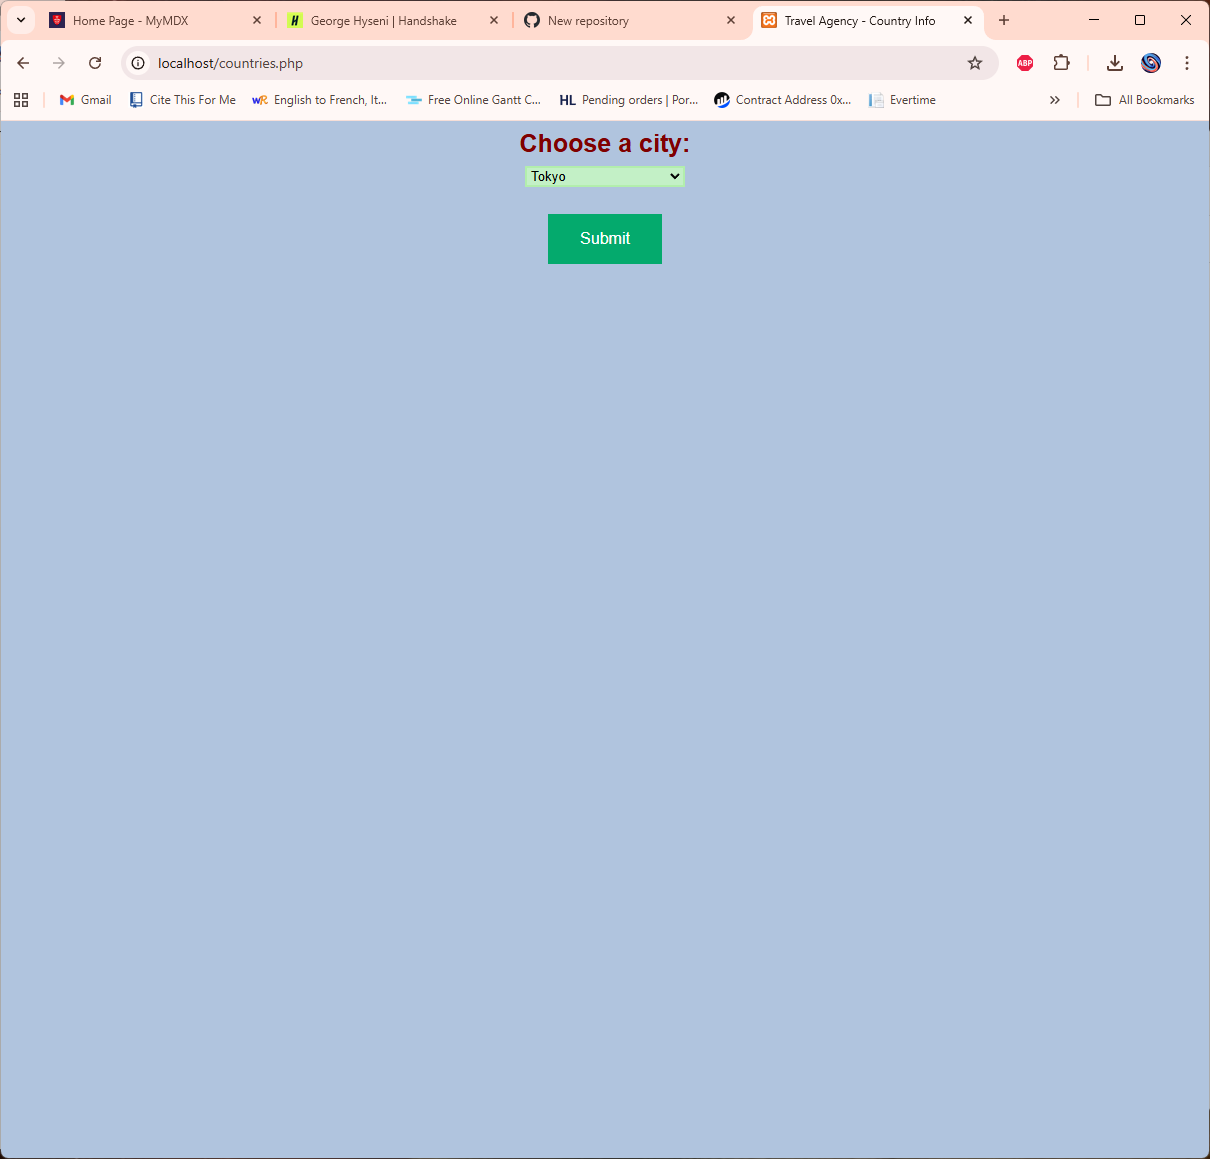 Home Page - MyMDX
George Hyseni | Handshake
New repository
Travel Agency - Country Info
localhost/countries.php
ABP
Gmail
Cite This For Me
English to French, It...
Free Online Gantt C...
HL Pending orders | Por...
Contract Address 0x...
Evertime
All Bookmarks
Choose a city:
Tokyo
Submit